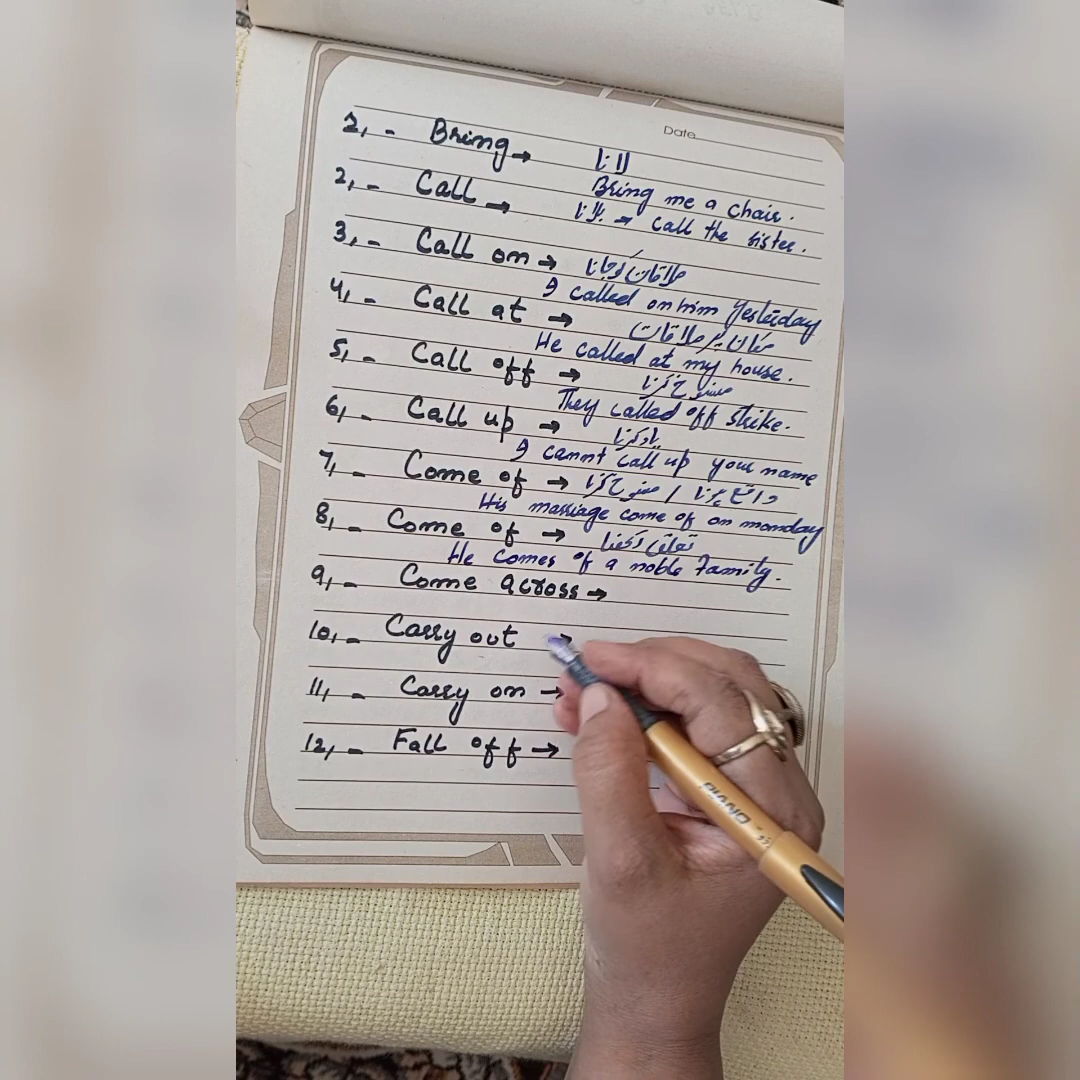 Date
2, - Bring → لانا
Bring me a chair.
2, - Call → بلانا → Call the sister.
3, - Call on → ملاقات کو جانا
I called on him yesterday
4, - Call at → مکان پر ملاقات
He called at my house.
5, - Call off → منسوخ کرنا
They called off strike.
6, - Call up → یاد کرنا
I cannt call up your name
7, - Come of → واقع ہونا / منسوخ کرنا
His marriage come of on monday
8, - Come of → تعلق رکھنا
He comes of a noble Family.
9, - Come across →
10, - Carry out →
11, - Carry on →
12, - Fall off →